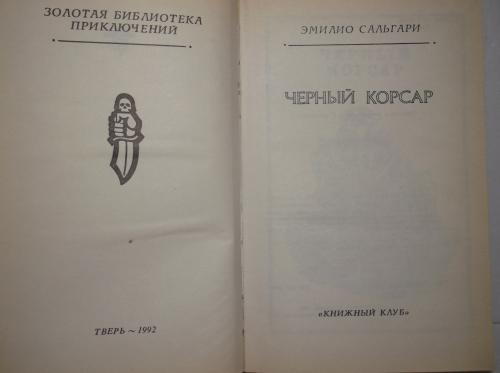 ЗОЛОТАЯ БИБЛИОТЕКА
ПРИКЛЮЧЕНИЙ
ТВЕРЬ ~ 1992
ЭМИЛИО САЛЬГАРИ
ЧЕРНЫЙ КОРСАР
«КНИЖНЫЙ КЛУБ»